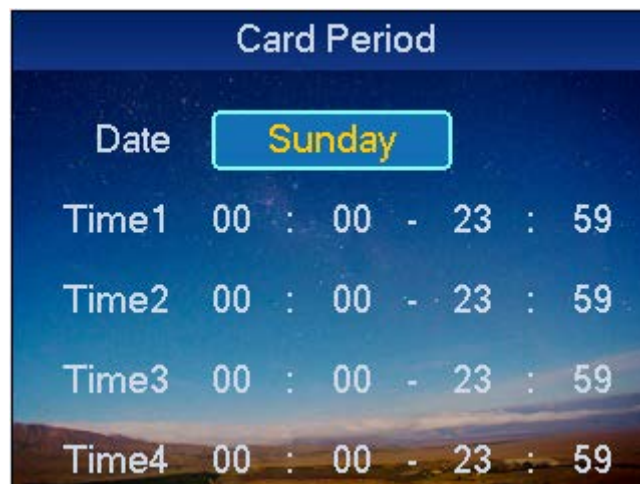 Card Period
Date Sunday
Time1 00 : 00 - 23 : 59
Time2 00 : 00 - 23 : 59
Time3 00 : 00 - 23 : 59
Time4 00 : 00 - 23 : 59